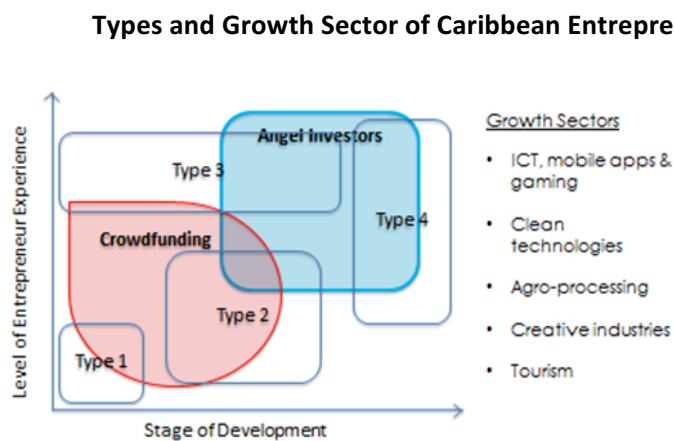 Types and Growth Sector of Caribbean Entrepre
Level of Entrepreneur Experience
Angel Investors
Type 3
Type 4
Crowdfunding
Type 2
Type 1
Stage of Development
Growth Sectors
• ICT, mobile apps &
gaming
• Clean
technologies
• Agro-processing
• Creative industries
• Tourism